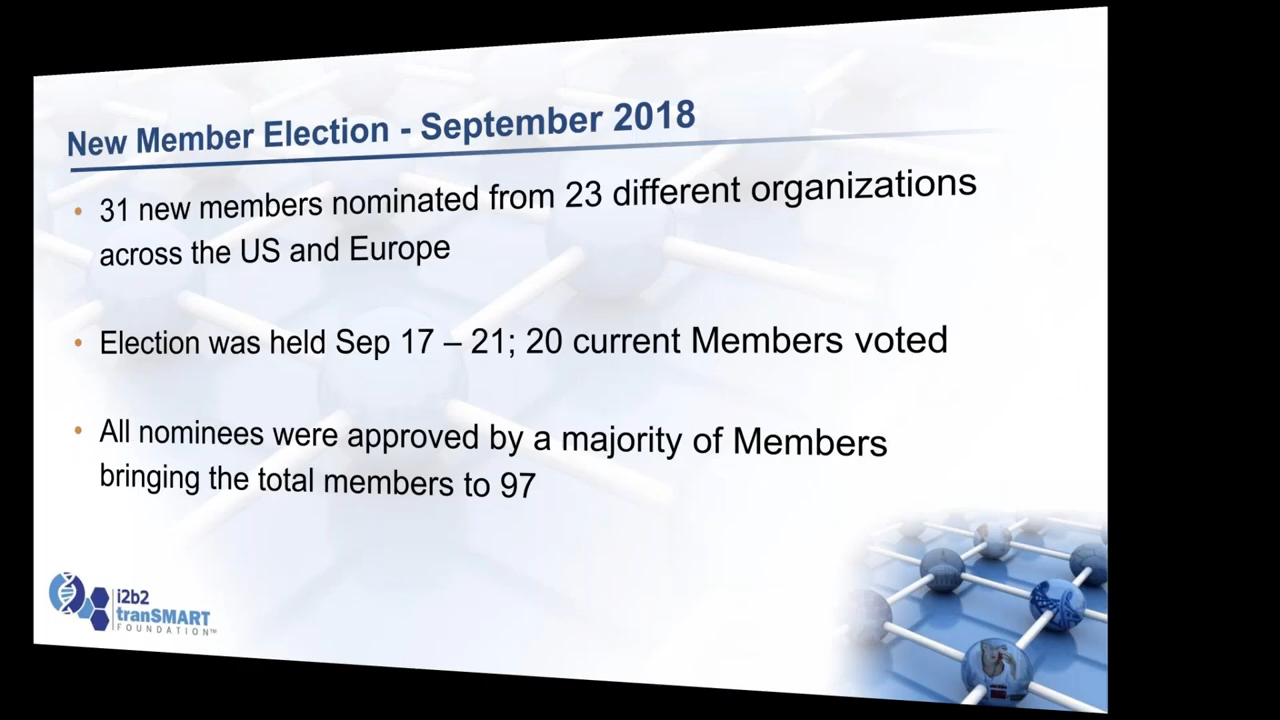 New Member Election - September 2018
• 31 new members nominated from 23 different organizations
across the US and Europe
• Election was held Sep 17 – 21; 20 current Members voted
• All nominees were approved by a majority of Members
bringing the total members to 97
i2b2
tranSMART
FOUNDATION™